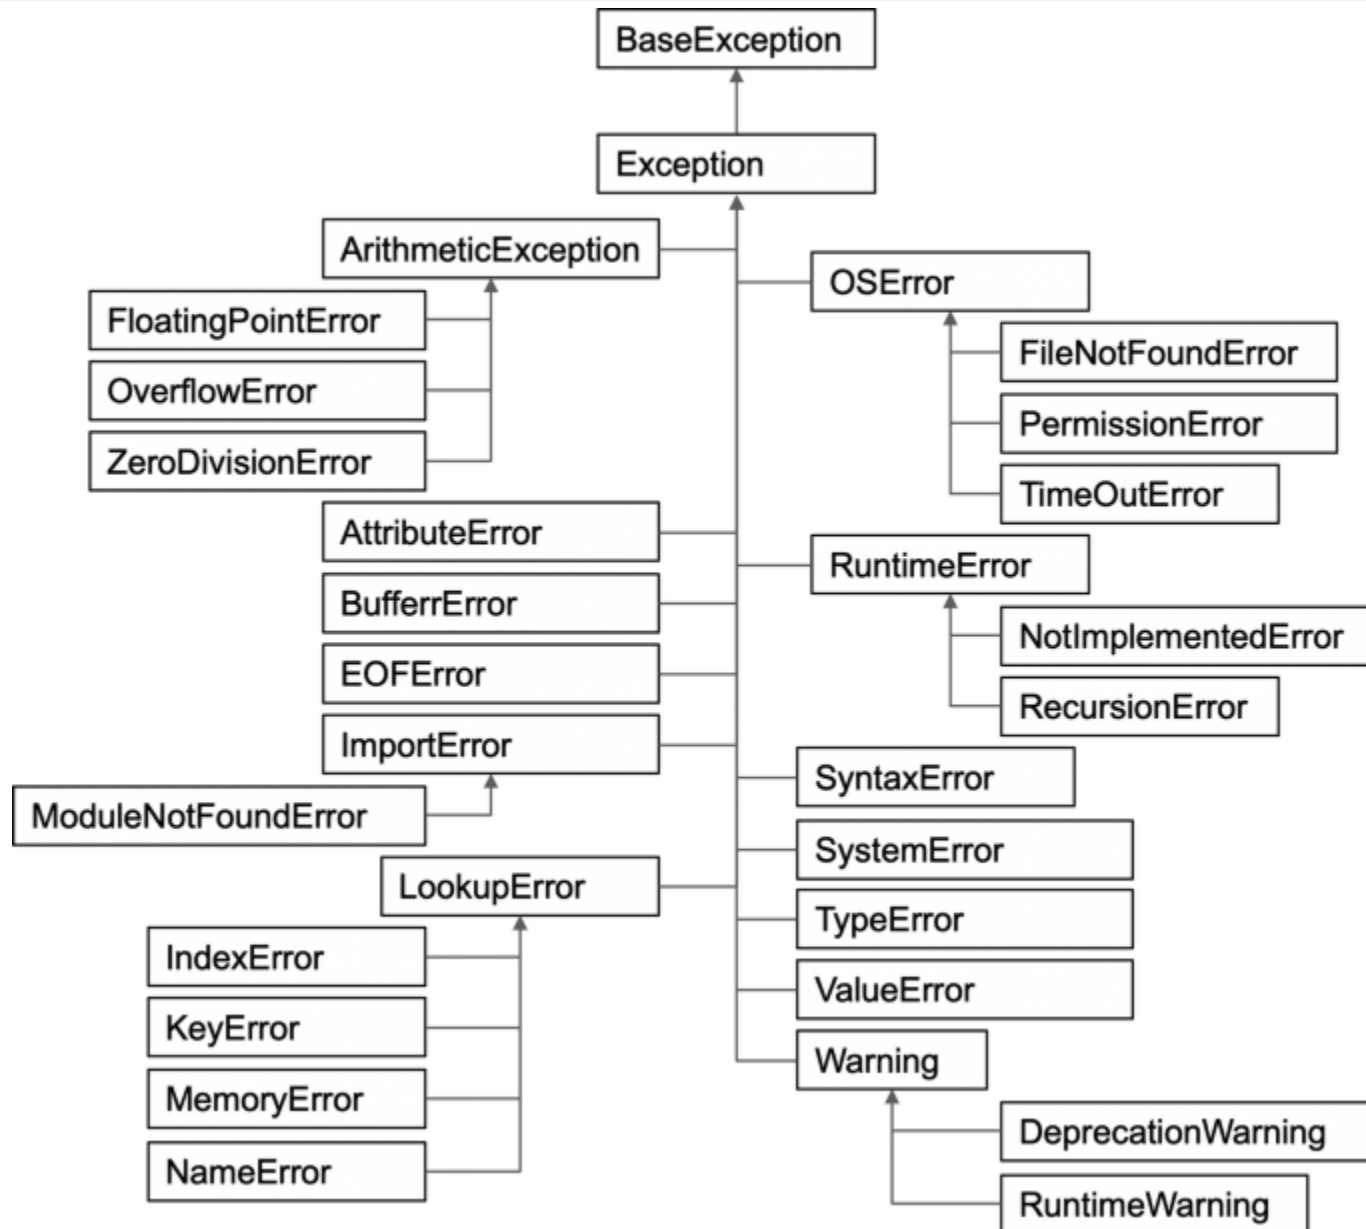 BaseException
Exception
ArithmeticException
FloatingPointError
OverflowError
ZeroDivisionError
AttributeError
BufferrError
EOFError
ImportError
ModuleNotFoundError
LookupError
IndexError
KeyError
MemoryError
NameError
OSError
FileNotFoundError
PermissionError
TimeOutError
RuntimeError
NotImplementedError
RecursionError
SyntaxError
SystemError
TypeError
ValueError
Warning
DeprecationWarning
RuntimeWarning